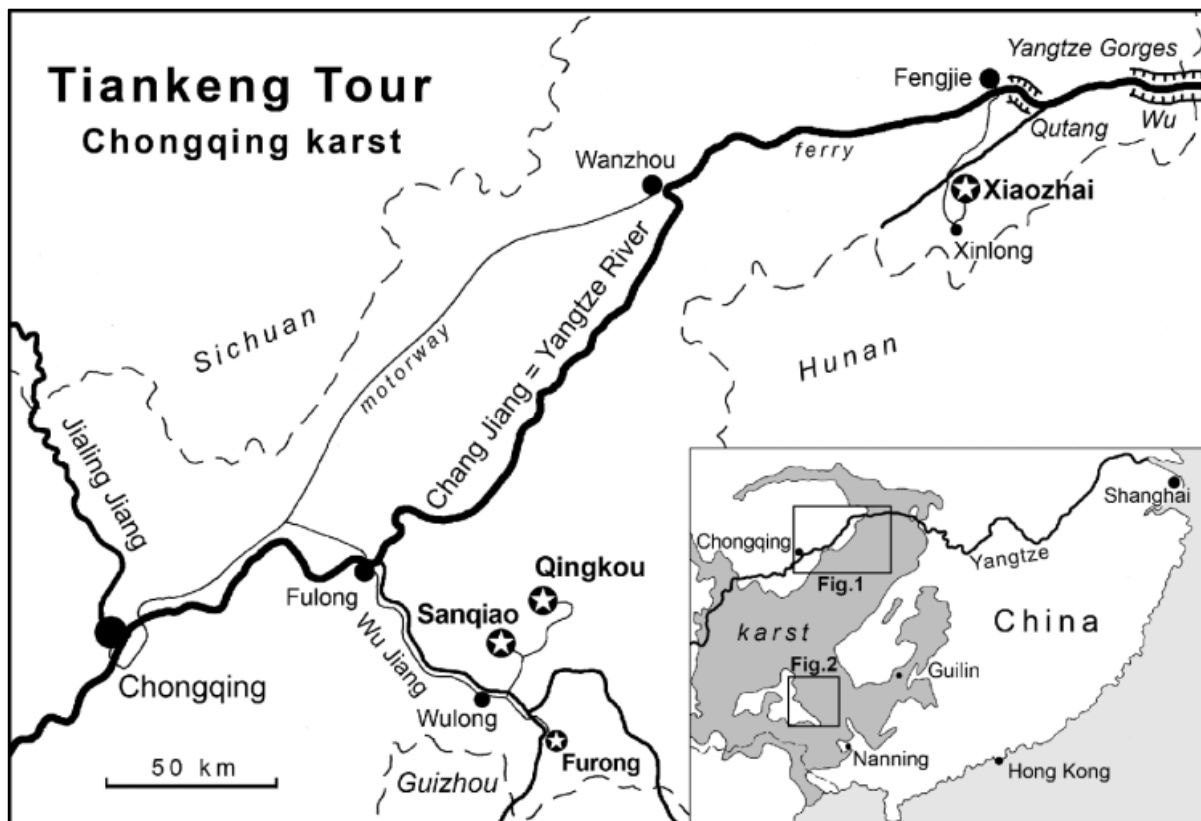 Tiankeng Tour
Chongqing karst
Yangtze Gorges
Fengjie
Qutang
Wu
ferry
Wanzhou
Xiaozhai
Xinlong
Sichuan
motorway
Chang Jiang = Yangtze River
Hunan
Jialing Jiang
Fulong
Qingkou
Sanqiao
Wu Jiang
Chongqing
Wulong
Furong
Guizhou
50 km
Shanghai
Chongqing
Yangtze
Fig.1
karst
China
Fig.2
Guilin
Nanning
Hong Kong